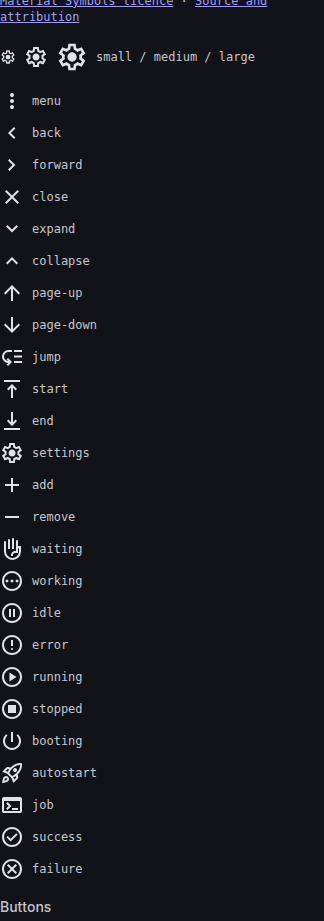 Material Symbols licence · Source and
attribution
small / medium / large
menu
back
forward
close
expand
collapse
page-up
page-down
jump
start
end
settings
add
remove
waiting
working
idle
error
running
stopped
booting
autostart
job
success
failure
Buttons